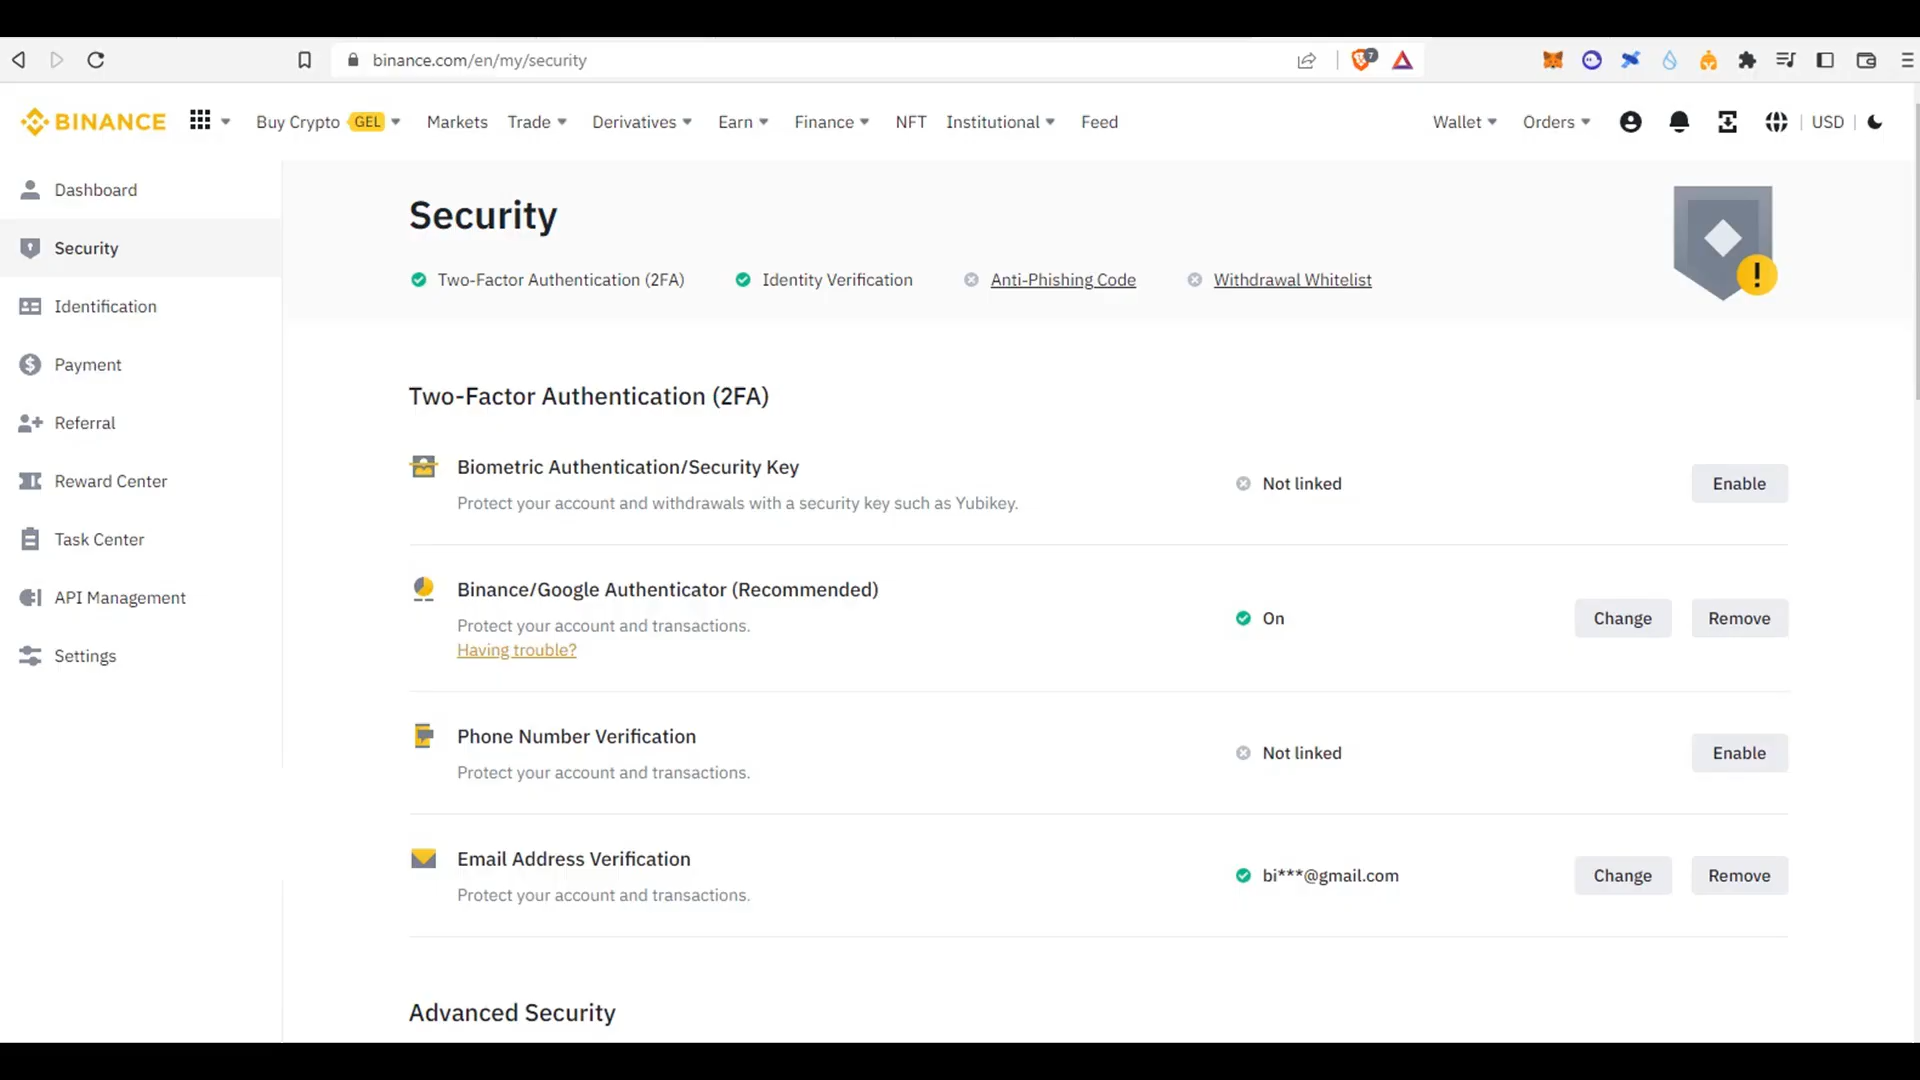 binance.com/en/my/security
7
BINANCE
Buy Crypto GEL
Markets
Trade
Derivatives
Earn
Finance
NFT
Institutional
Feed
Wallet
Orders
USD
Dashboard
Security
Identification
Payment
Referral
Reward Center
Task Center
API Management
Settings
Security
Two-Factor Authentication (2FA)
Identity Verification
Anti-Phishing Code
Withdrawal Whitelist
Two-Factor Authentication (2FA)
Biometric Authentication/Security Key
Protect your account and withdrawals with a security key such as Yubikey.
Not linked
Enable
Binance/Google Authenticator (Recommended)
Protect your account and transactions.
Having trouble?
On
Change
Remove
Phone Number Verification
Protect your account and transactions.
Not linked
Enable
Email Address Verification
Protect your account and transactions.
bi***@gmail.com
Change
Remove
Advanced Security